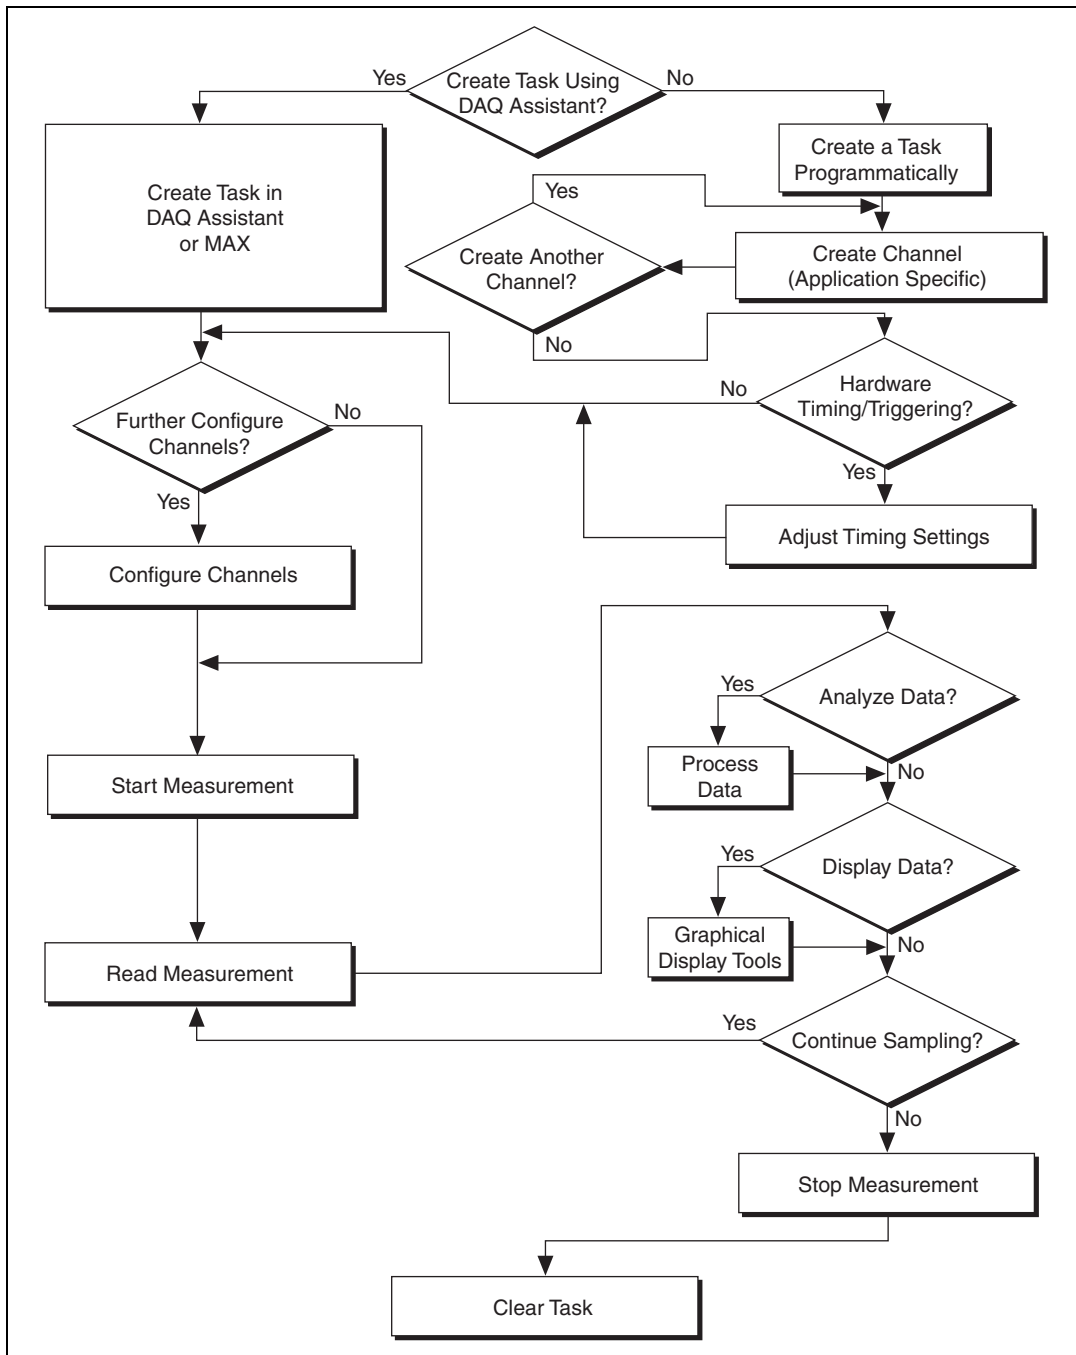 Create Task Using
DAQ Assistant?
Yes
No
Create Task in
DAQ Assistant
or MAX
Create a Task
Programmatically
Yes
Create Another
Channel?
Create Channel
(Application Specific)
No
Hardware
Timing/Triggering?
No
Yes
Adjust Timing Settings
Further Configure
Channels?
No
Yes
Configure Channels
Start Measurement
Read Measurement
Analyze Data?
Yes
No
Process
Data
Display Data?
Yes
No
Graphical
Display Tools
Continue Sampling?
Yes
No
Stop Measurement
Clear Task